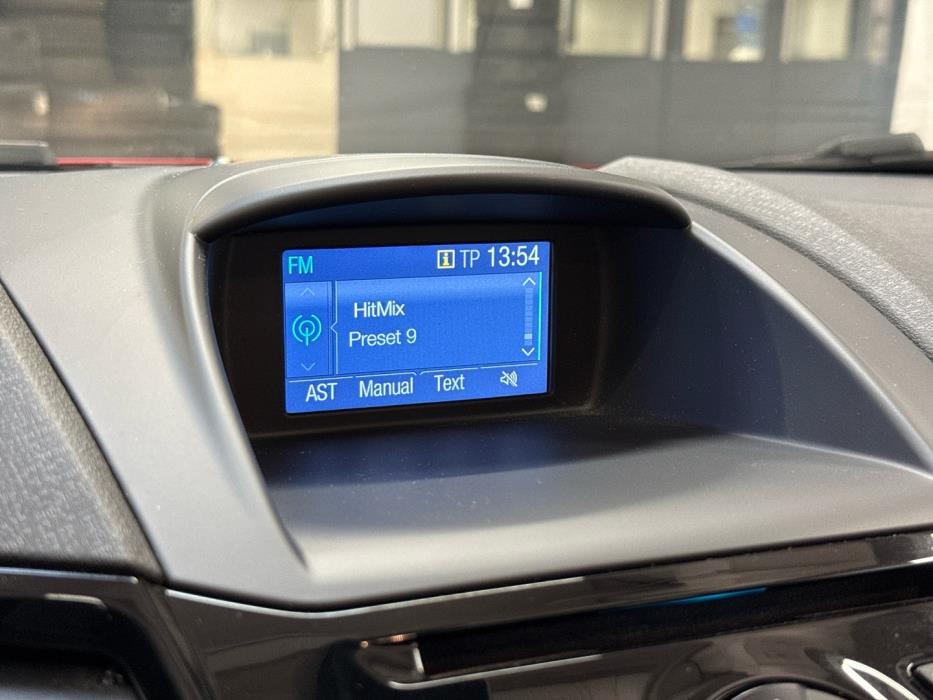 FM i TP 13:54
HitMix
Preset 9
AST Manual Text